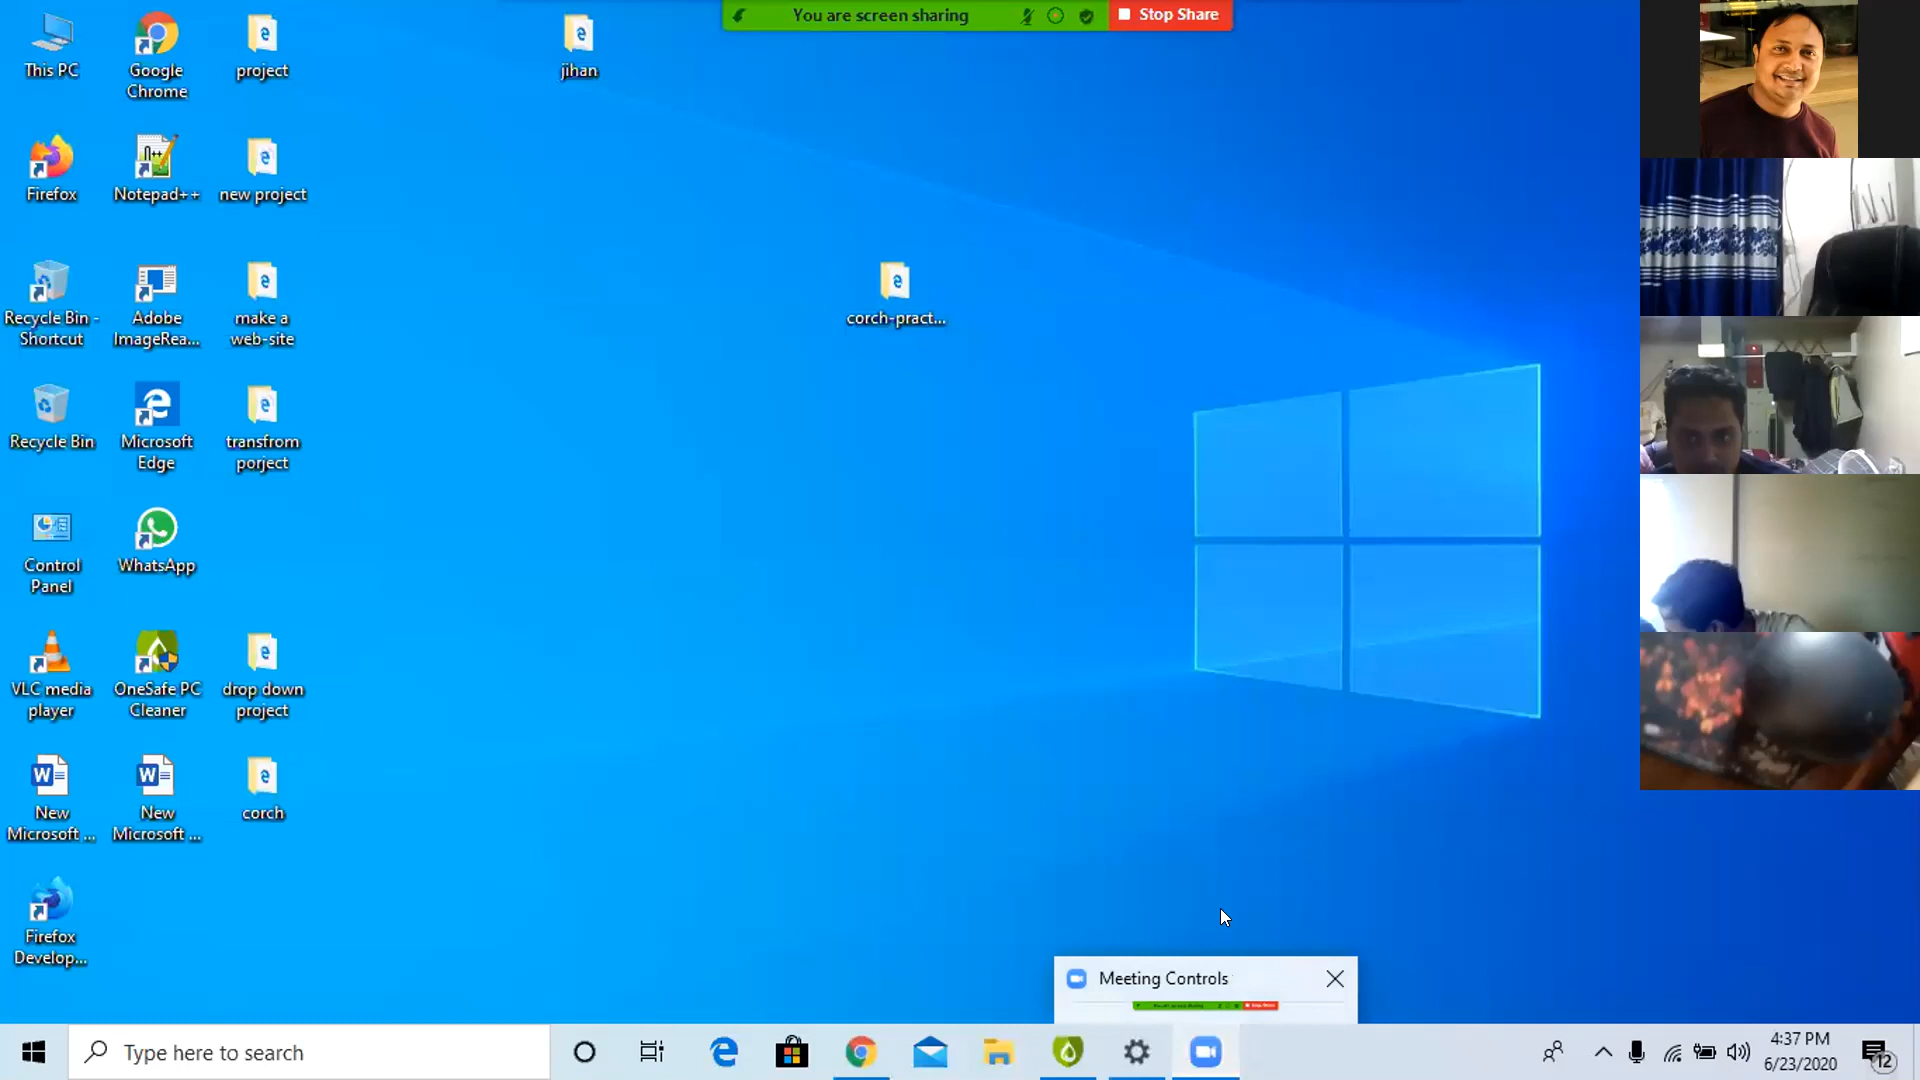 You are screen sharing
Stop Share
This PC
Google
Chrome
project
jihan
Firefox
Notepad++
new project
Recycle Bin -
Shortcut
Adobe
ImageRea...
make a
web-site
corch-pract...
Recycle Bin
Microsoft
Edge
transfrom
porject
Control
Panel
WhatsApp
VLC media
player
OneSafe PC
Cleaner
drop down
project
New
Microsoft ...
New
Microsoft ...
corch
Firefox
Develop...
Meeting Controls
Type here to search
4:37 PM
6/23/2020
12